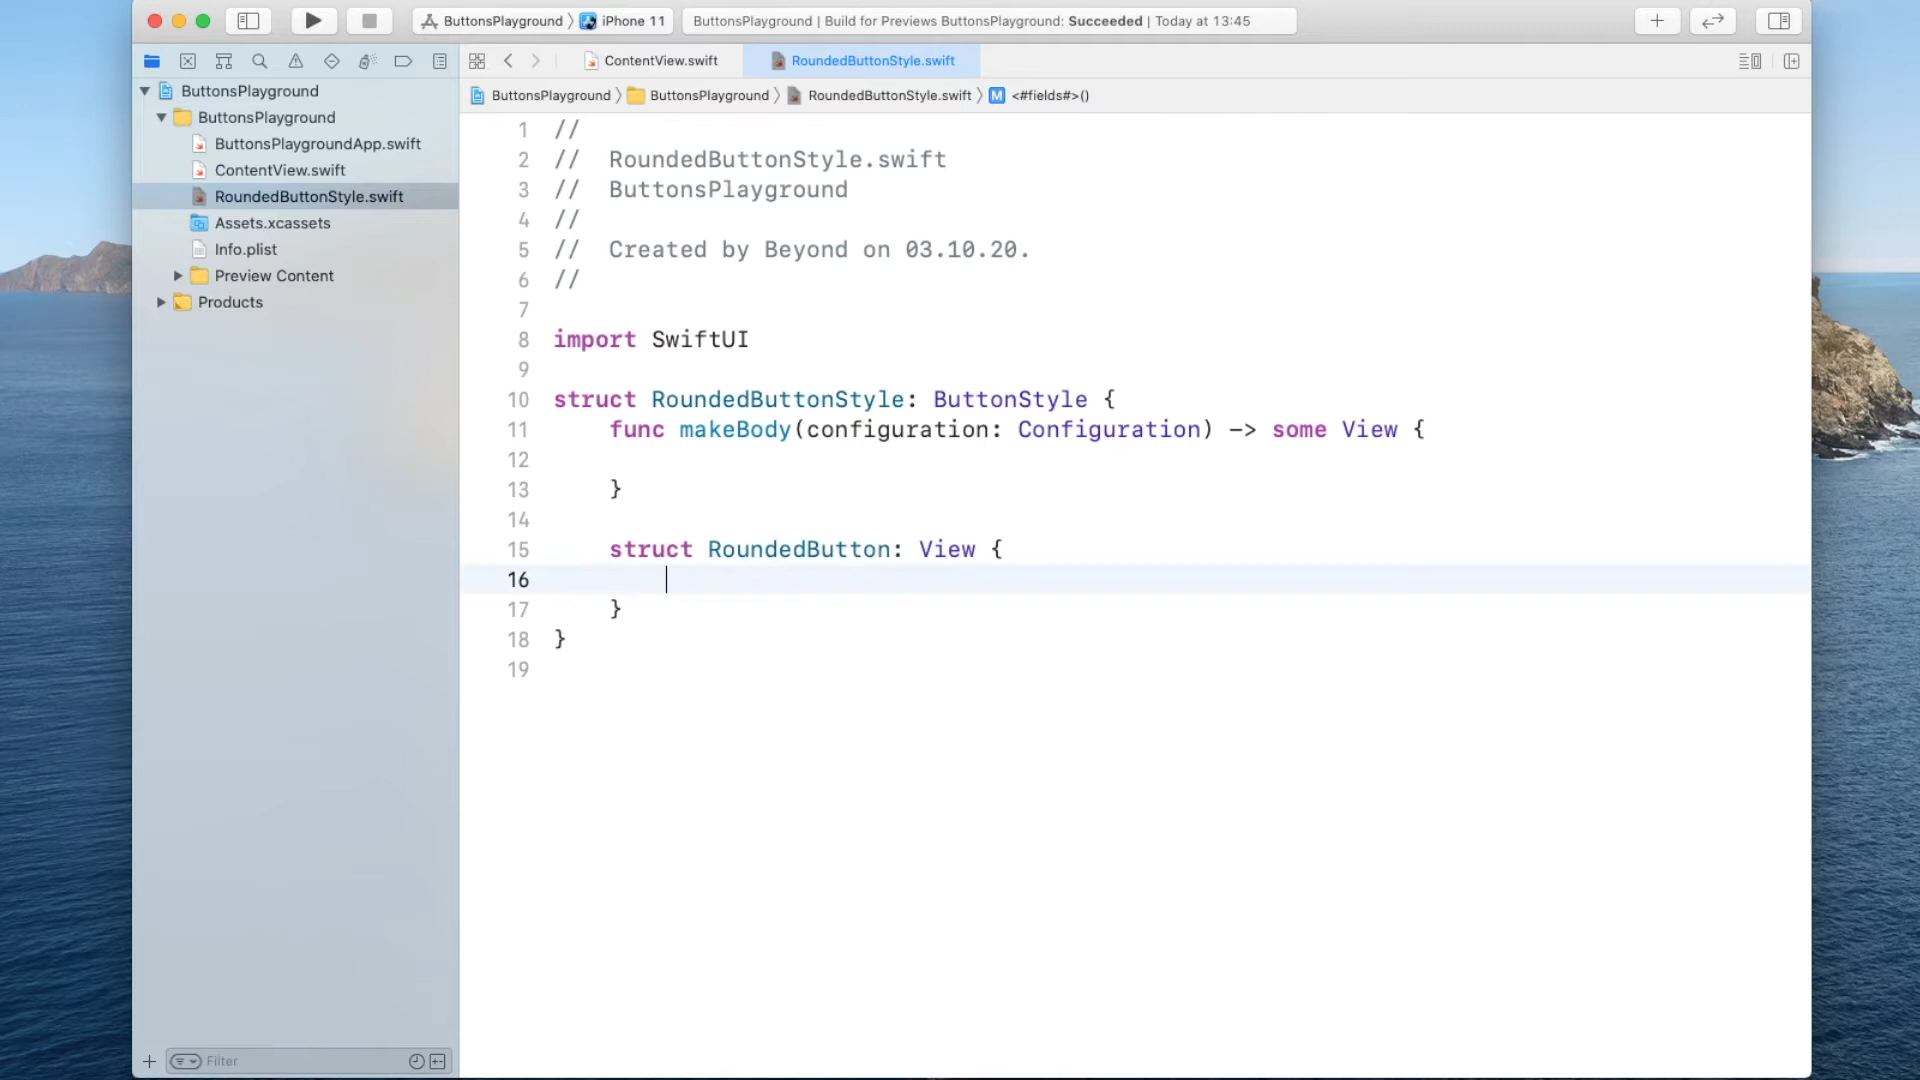 ButtonsPlayground 〉 iPhone 11
ButtonsPlayground | Build for Previews ButtonsPlayground: Succeeded | Today at 13:45
ContentView.swift
RoundedButtonStyle.swift
ButtonsPlayground 〉 ButtonsPlayground 〉 RoundedButtonStyle.swift 〉 M <#fields#>()
ButtonsPlayground
ButtonsPlayground
ButtonsPlaygroundApp.swift
ContentView.swift
RoundedButtonStyle.swift
Assets.xcassets
Info.plist
Preview Content
Products
Filter
1 //
2 // RoundedButtonStyle.swift
3 // ButtonsPlayground
4 //
5 // Created by Beyond on 03.10.20.
6 //
7
8 import SwiftUI
9
10 struct RoundedButtonStyle: ButtonStyle {
11 func makeBody(configuration: Configuration) -> some View {
12
13 }
14
15 struct RoundedButton: View {
16
17 }
18 }
19